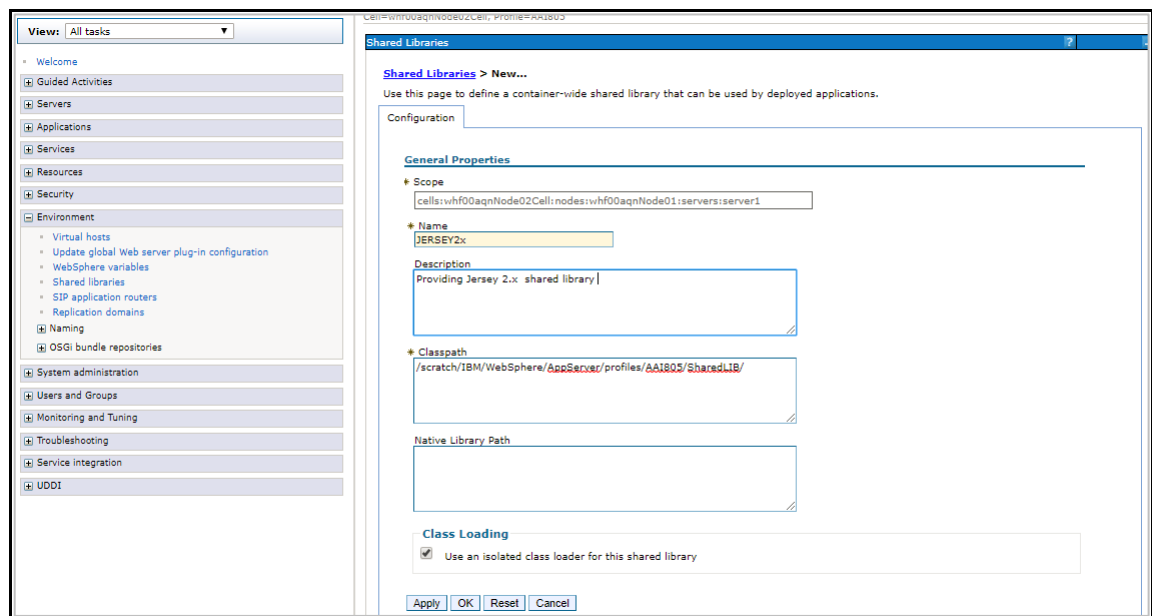 Cell=whf00aqnNode02Cell, Profile=AAI805
View: All tasks
Welcome
Guided Activities
Servers
Applications
Services
Resources
Security
Environment
Virtual hosts
Update global Web server plug-in configuration
WebSphere variables
Shared libraries
SIP application routers
Replication domains
Naming
OSGi bundle repositories
System administration
Users and Groups
Monitoring and Tuning
Troubleshooting
Service integration
UDDI
Shared Libraries ?
Shared Libraries > New...
Use this page to define a container-wide shared library that can be used by deployed applications.
Configuration
General Properties
* Scope
cells:whf00aqnNode02Cell:nodes:whf00aqnNode01:servers:server1
* Name
JERSEY2x
Description
Providing Jersey 2.x shared library
* Classpath
/scratch/IBM/WebSphere/AppServer/profiles/AAI805/SharedLIB/
Native Library Path
Class Loading
Use an isolated class loader for this shared library
Apply OK Reset Cancel